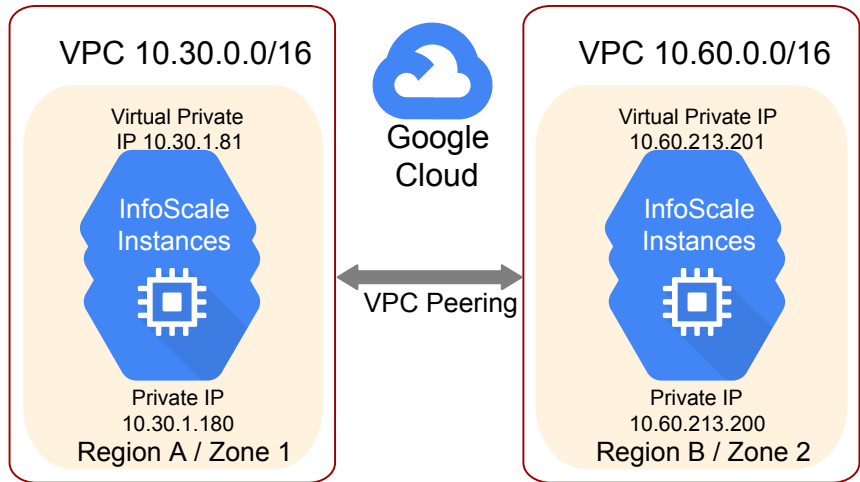 VPC 10.30.0.0/16
Virtual Private
IP 10.30.1.81
InfoScale
Instances
Private IP
10.30.1.180
Region A / Zone 1
Google
Cloud
VPC Peering
VPC 10.60.0.0/16
Virtual Private IP
10.60.213.201
InfoScale
Instances
Private IP
10.60.213.200
Region B / Zone 2